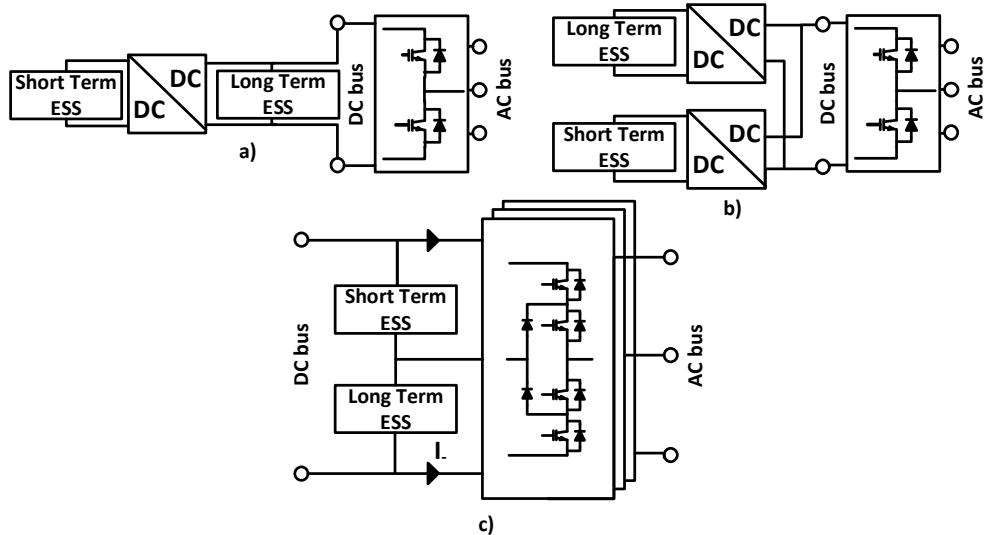 Short Term
ESS
DC
DC
Long Term
ESS
DC bus
AC bus
a)
Long Term
ESS
DC
DC
Short Term
ESS
DC
DC
DC bus
AC bus
b)
DC bus
Short Term
ESS
Long Term
ESS
I-
AC bus
c)